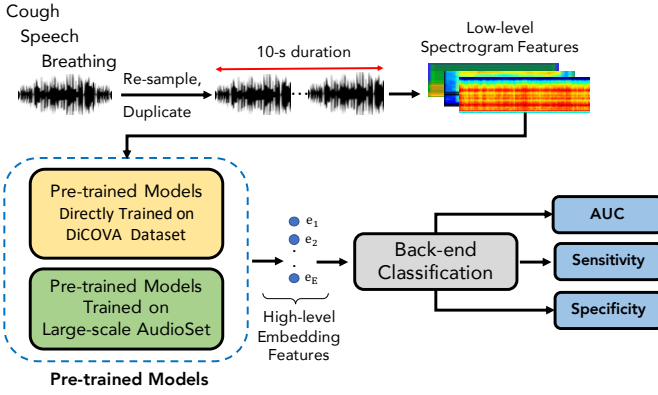 Cough
Speech
Breathing
Re-sample,
Duplicate
10-s duration
Low-level
Spectrogram Features
Pre-trained Models
Directly Trained on
DiCOVA Dataset
Pre-trained Models
Trained on
Large-scale AudioSet
Pre-trained Models
e₁
e₂
e_E
High-level
Embedding
Features
Back-end
Classification
AUC
Sensitivity
Specificity